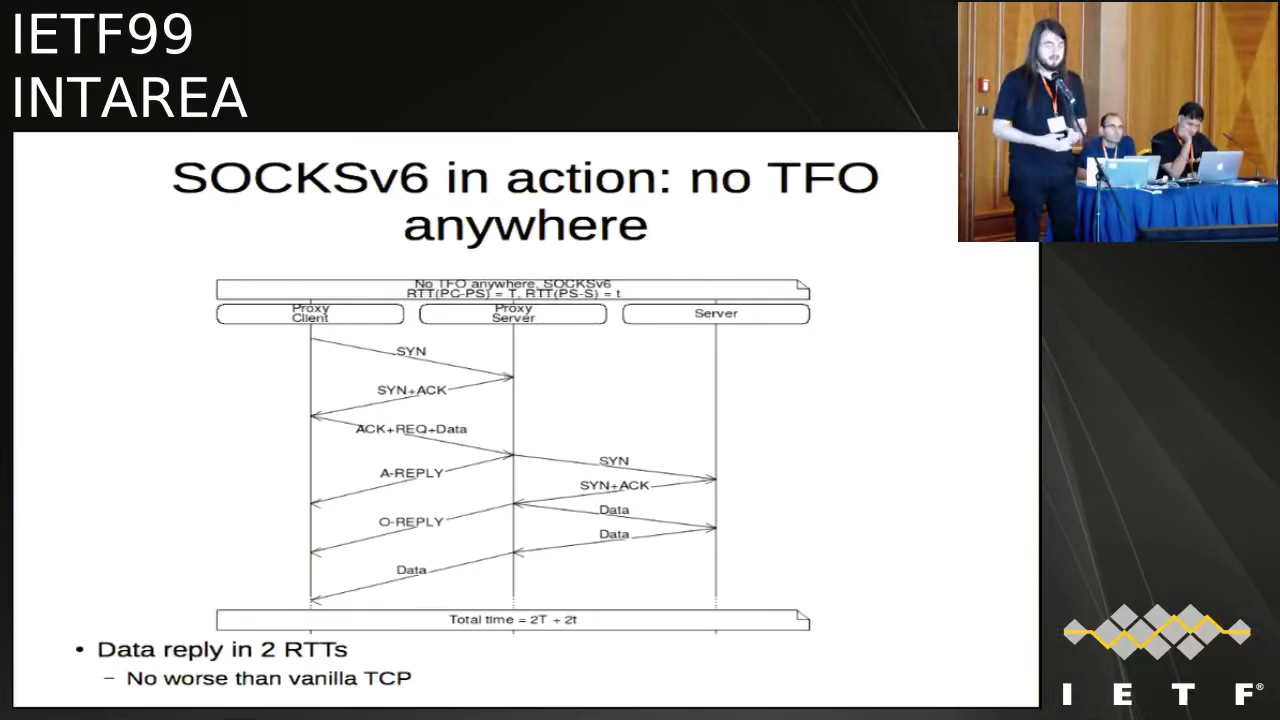 IETF99
INTAREA
SOCKSv6 in action: no TFO
anywhere
No TFO anywhere, SOCKSv6
RTT(PC-PS) = T, RTT(PS-S) = t
Proxy
Client
Proxy
Server
Server
SYN
SYN+ACK
ACK+REQ+Data
SYN
A-REPLY
SYN+ACK
Data
O-REPLY
Data
Data
Total time = 2T + 2t
• Data reply in 2 RTTs
– No worse than vanilla TCP
I E T F®